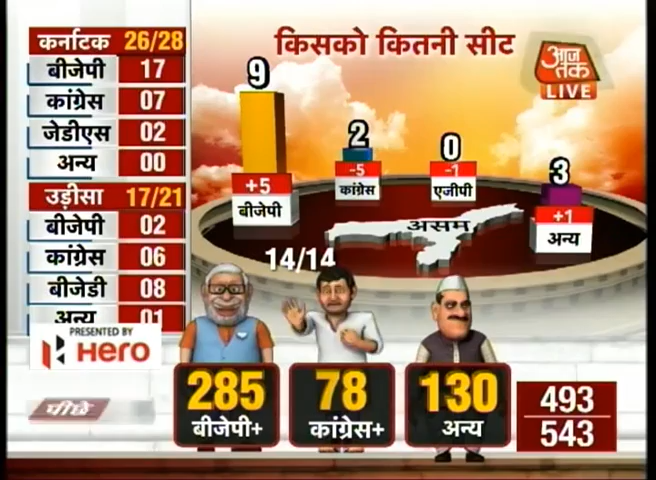 कर्नाटक 26/28
बीजेपी 17
कांग्रेस 07
जेडीएस 02
अन्य 00
उड़ीसा 17/21
बीजेपी 02
कांग्रेस 06
बीजेडी 08
अन्य 01
PRESENTED BY
HERO
पीछे
किसको कितनी सीट
आज
तक
LIVE
9
+5
बीजेपी
2
-5
कांग्रेस
0
-1
एजीपी
3
+1
अन्य
असम
14/14
285
बीजेपी+
78
कांग्रेस+
130
अन्य
493
543